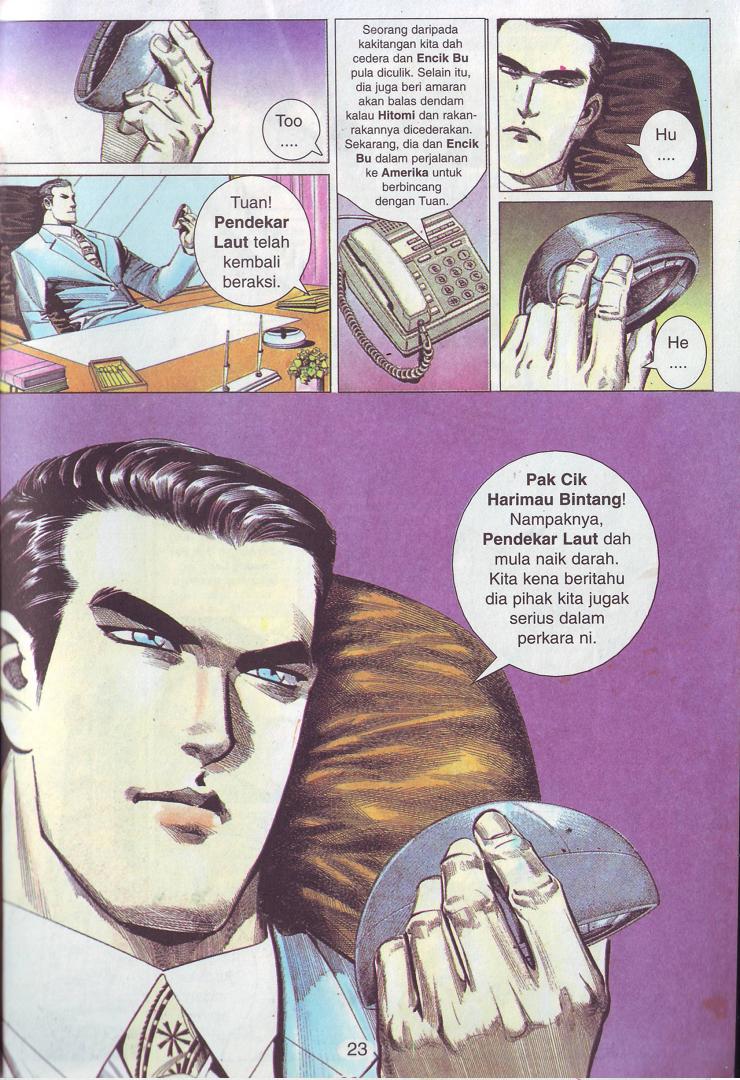 Too
....
Tuan!
Pendekar
Laut telah
kembali
beraksi.
Seorang daripada
kakitangan kita dah
cedera dan Encik Bu
pula diculik. Selain itu,
dia juga beri amaran
akan balas dendam
kalau Hitomi dan rakan-
rakannya dicederakan.
Sekarang, dia dan Encik
Bu dalam perjalanan
ke Amerika untuk
berbincang
dengan Tuan.
Hu
....
He
....
Pak Cik
Harimau Bintang!
Nampaknya,
Pendekar Laut dah
mula naik darah.
Kita kena beritahu
dia pihak kita jugak
serius dalam
perkara ni.
23